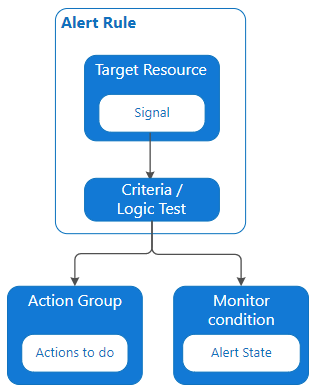 Alert Rule
Target Resource
Signal
Criteria /
Logic Test
Action Group
Actions to do
Monitor
condition
Alert State